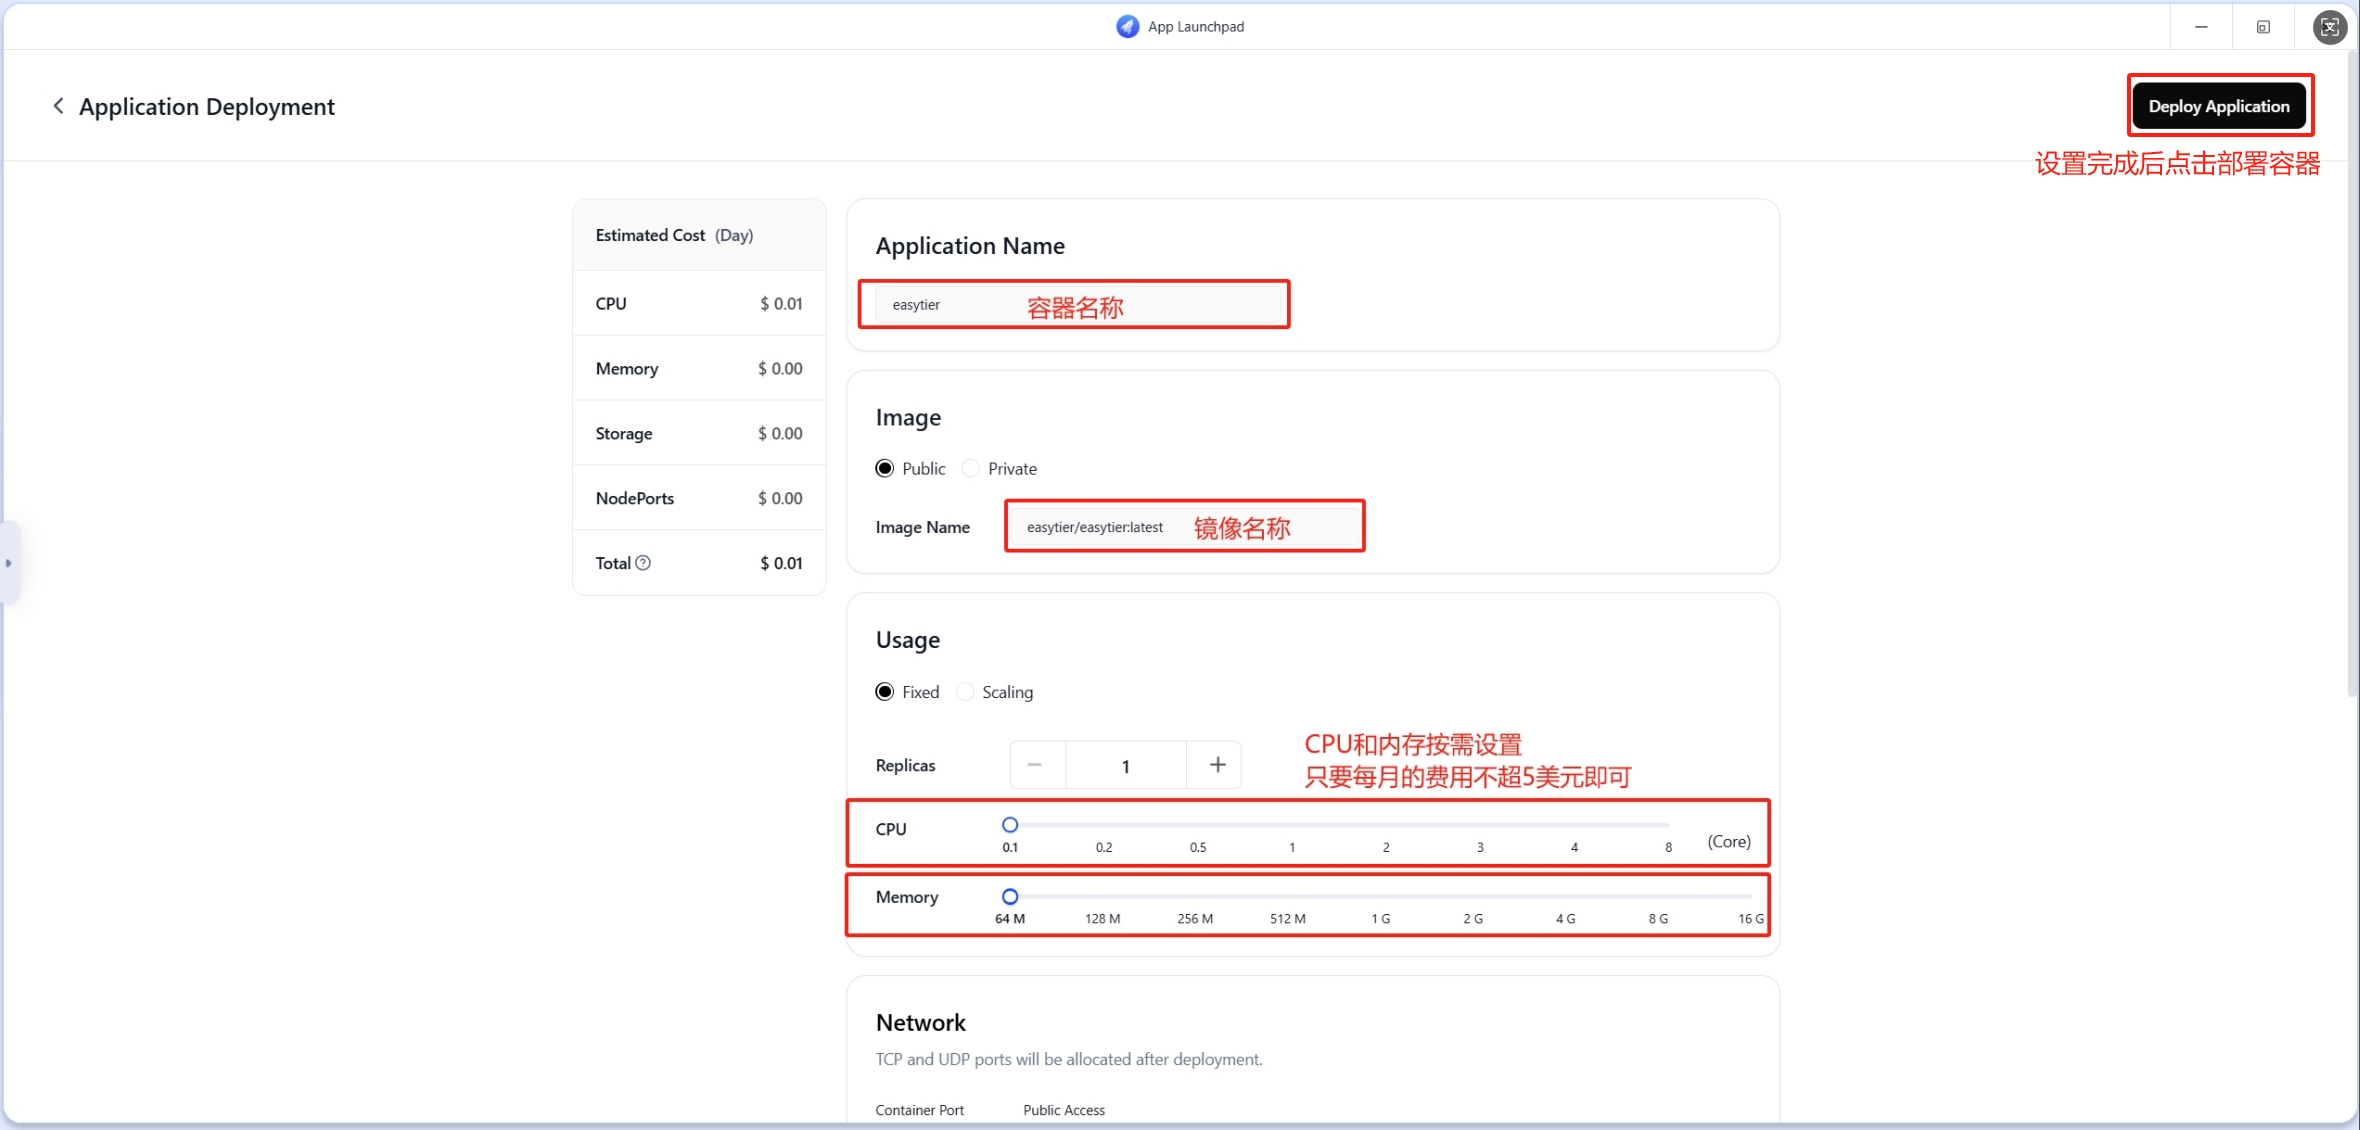 App Launchpad
Application Deployment
Deploy Application
设置完成后点击部署容器
Estimated Cost (Day)
CPU $ 0.01
Memory $ 0.00
Storage $ 0.00
NodePorts $ 0.00
Total $ 0.01
Application Name
easytier 容器名称
Image
Public Private
Image Name easytier/easytier:latest 镜像名称
Usage
Fixed Scaling
CPU和内存按需设置
只要每月的费用不超5美元即可
Replicas 1
CPU
0.1 0.2 0.5 1 2 3 4 8 (Core)
Memory
64 M 128 M 256 M 512 M 1 G 2 G 4 G 8 G 16 G
Network
TCP and UDP ports will be allocated after deployment.
Container Port Public Access